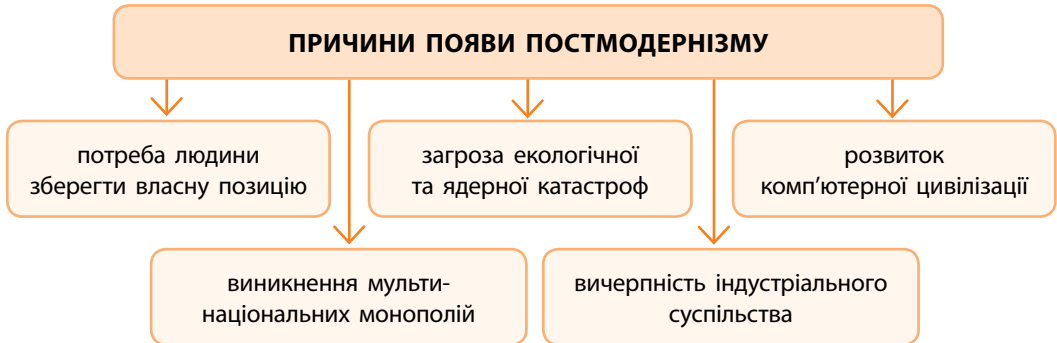 ПРИЧИНИ ПОЯВИ ПОСТМОДЕРНІЗМУ
потреба людини
зберегти власну позицію
загроза екологічної
та ядерної катастроф
розвиток
комп’ютерної цивілізації
виникнення мульти-
національних монополій
вичерпність індустріального
суспільства